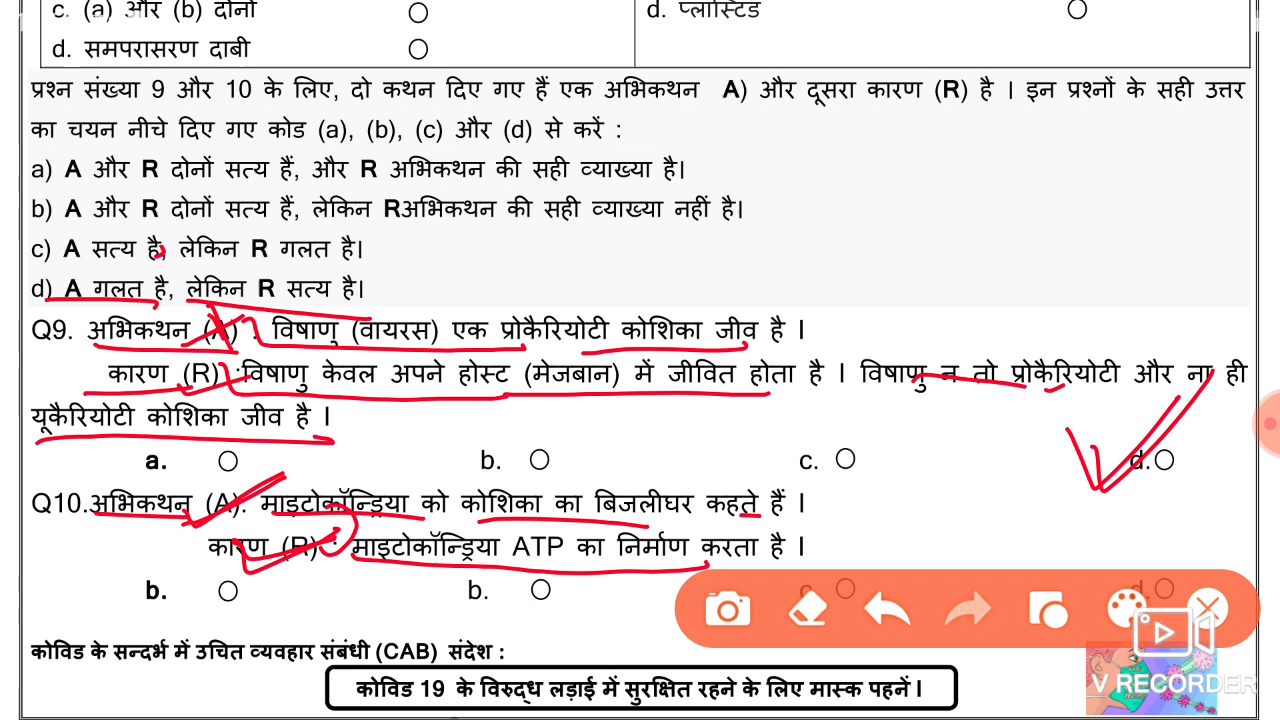 c. (a) और (b) दोनों
d. प्लास्टिड
d. समपरासरण दाबी
प्रश्न संख्या 9 और 10 के लिए, दो कथन दिए गए हैं एक अभिकथन A) और दूसरा कारण (R) है । इन प्रश्नों के सही उत्तर
का चयन नीचे दिए गए कोड (a), (b), (c) और (d) से करें :
a) A और R दोनों सत्य हैं, और R अभिकथन की सही व्याख्या है।
b) A और R दोनों सत्य हैं, लेकिन Rअभिकथन की सही व्याख्या नहीं है।
c) A सत्य है, लेकिन R गलत है।
d) A गलत है, लेकिन R सत्य है।
Q9. अभिकथन (A) : विषाणु (वायरस) एक प्रोकैरियोटी कोशिका जीव है ।
कारण (R) :विषाणु केवल अपने होस्ट (मेजबान) में जीवित होता है । विषाणु न तो प्रोकैरियोटी और ना ही
यूकैरियोटी कोशिका जीव है ।
a. b. c. d.
Q10.अभिकथन (A): माइटोकॉन्ड्रिया को कोशिका का बिजलीघर कहते हैं ।
कारण (R) : माइटोकॉन्ड्रिया ATP का निर्माण करता है ।
b. b. c. d.
कोविड के सन्दर्भ में उचित व्यवहार संबंधी (CAB) संदेश :
कोविड 19 के विरुद्ध लड़ाई में सुरक्षित रहने के लिए मास्क पहनें ।
V RECORDER